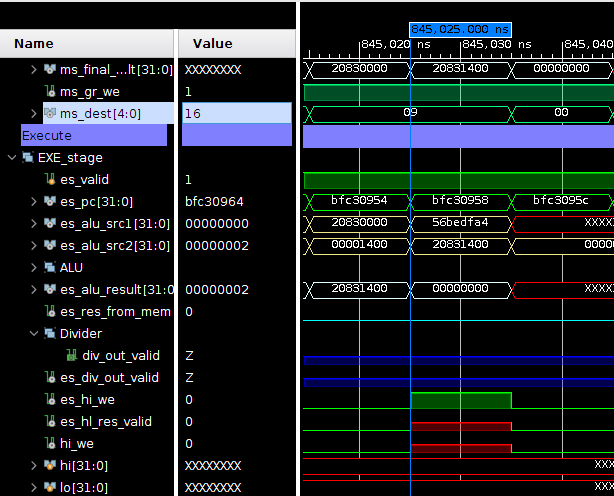 845,025.000 ns
Name
Value
845,020 ns
845,030 ns
845,040
ms_final_...lt[31:0]
XXXXXXXX
20830000
20831400
00000000
ms_gr_we
1
ms_dest[4:0]
16
09
00
Execute
EXE_stage
es_valid
1
es_pc[31:0]
bfc30964
bfc30954
bfc30958
bfc3095c
es_alu_src1[31:0]
00000000
20830000
56bedfa4
XXXX
es_alu_src2[31:0]
00000002
00001400
20831400
0000
ALU
es_alu_result[31:0
00000002
20831400
00000000
XXXX
es_res_from_mem
0
Divider
div_out_valid
Z
es_div_out_valid
Z
es_hi_we
0
es_hl_res_valid
0
hi_we
0
hi[31:0]
XXXXXXXX
XXX
lo[31:0]
XXXXXXXX
XXX